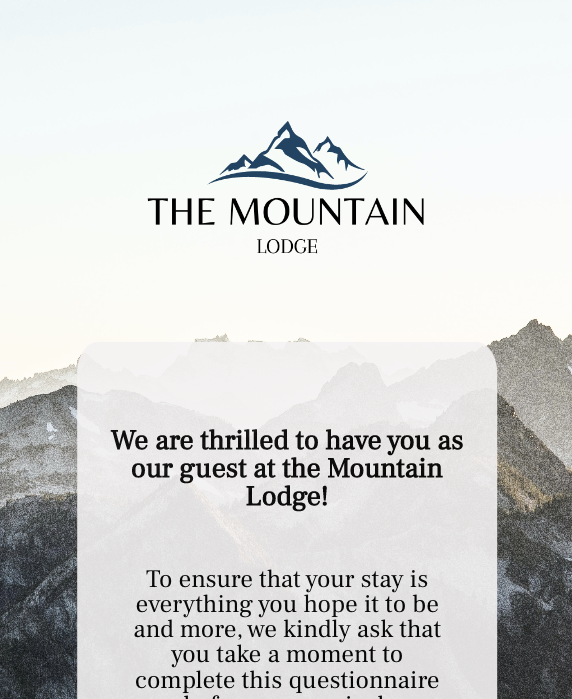 THE MOUNTAIN
LODGE
We are thrilled to have you as
our guest at the Mountain
Lodge!
To ensure that your stay is
everything you hope it to be
and more, we kindly ask that
you take a moment to
complete this questionnaire